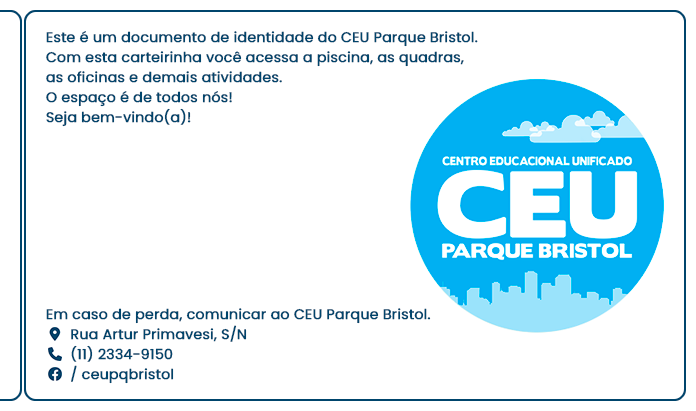 Este é um documento de identidade do CEU Parque Bristol.
Com esta carteirinha você acessa a piscina, as quadras,
as oficinas e demais atividades.
O espaço é de todos nós!
Seja bem-vindo(a)!
CENTRO EDUCACIONAL UNIFICADO
CEU
PARQUE BRISTOL
Em caso de perda, comunicar ao CEU Parque Bristol.
Rua Artur Primavesi, S/N
(11) 2334-9150
/ ceupqbristol